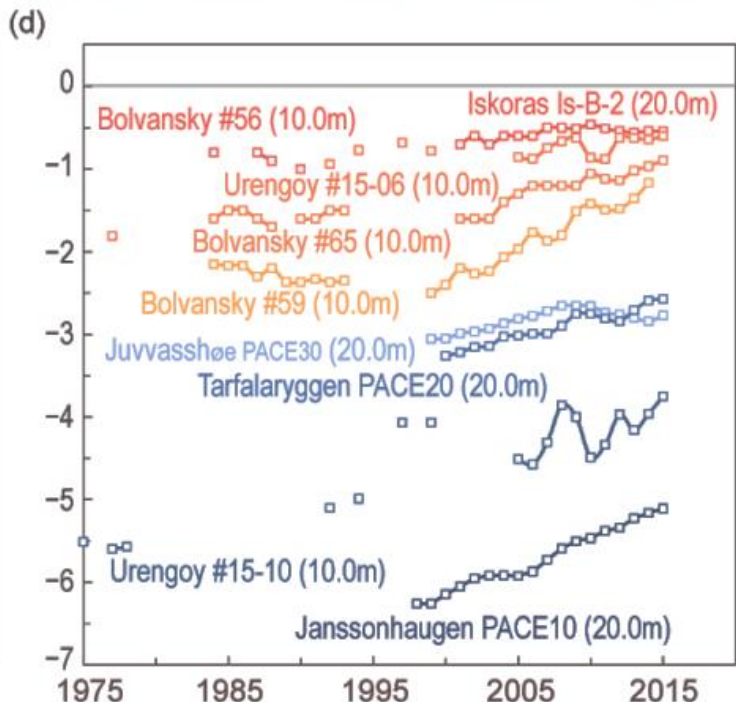 (d)
0
Bolvansky #56 (10.0m)
Iskoras Is-B-2 (20.0m)
−1
Urengoy #15-06 (10.0m)
Bolvansky #65 (10.0m)
−2
Bolvansky #59 (10.0m)
−3
Juvvasshøe PACE30 (20.0m)
Tarfalaryggen PACE20 (20.0m)
−4
−5
Urengoy #15-10 (10.0m)
−6
Janssonhaugen PACE10 (20.0m)
−7
1975 1985 1995 2005 2015